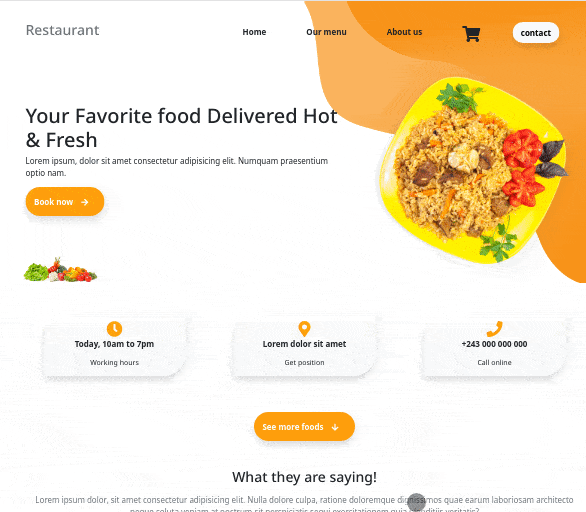 Restaurant
Home
Our menu
About us
contact
Your Favorite food Delivered Hot
& Fresh
Lorem ipsum, dolor sit amet consectetur adipisicing elit. Numquam praesentium
optio nam.
Book now
Today, 10am to 7pm
Working hours
Lorem dolor sit amet
Get position
+243 000 000 000
Call online
See more foods
What they are saying!
Lorem ipsum dolor, sit amet consectetur adipisicing elit. Nulla dolore culpa, ratione doloremque dignissimos quae earum laboriosam architecto